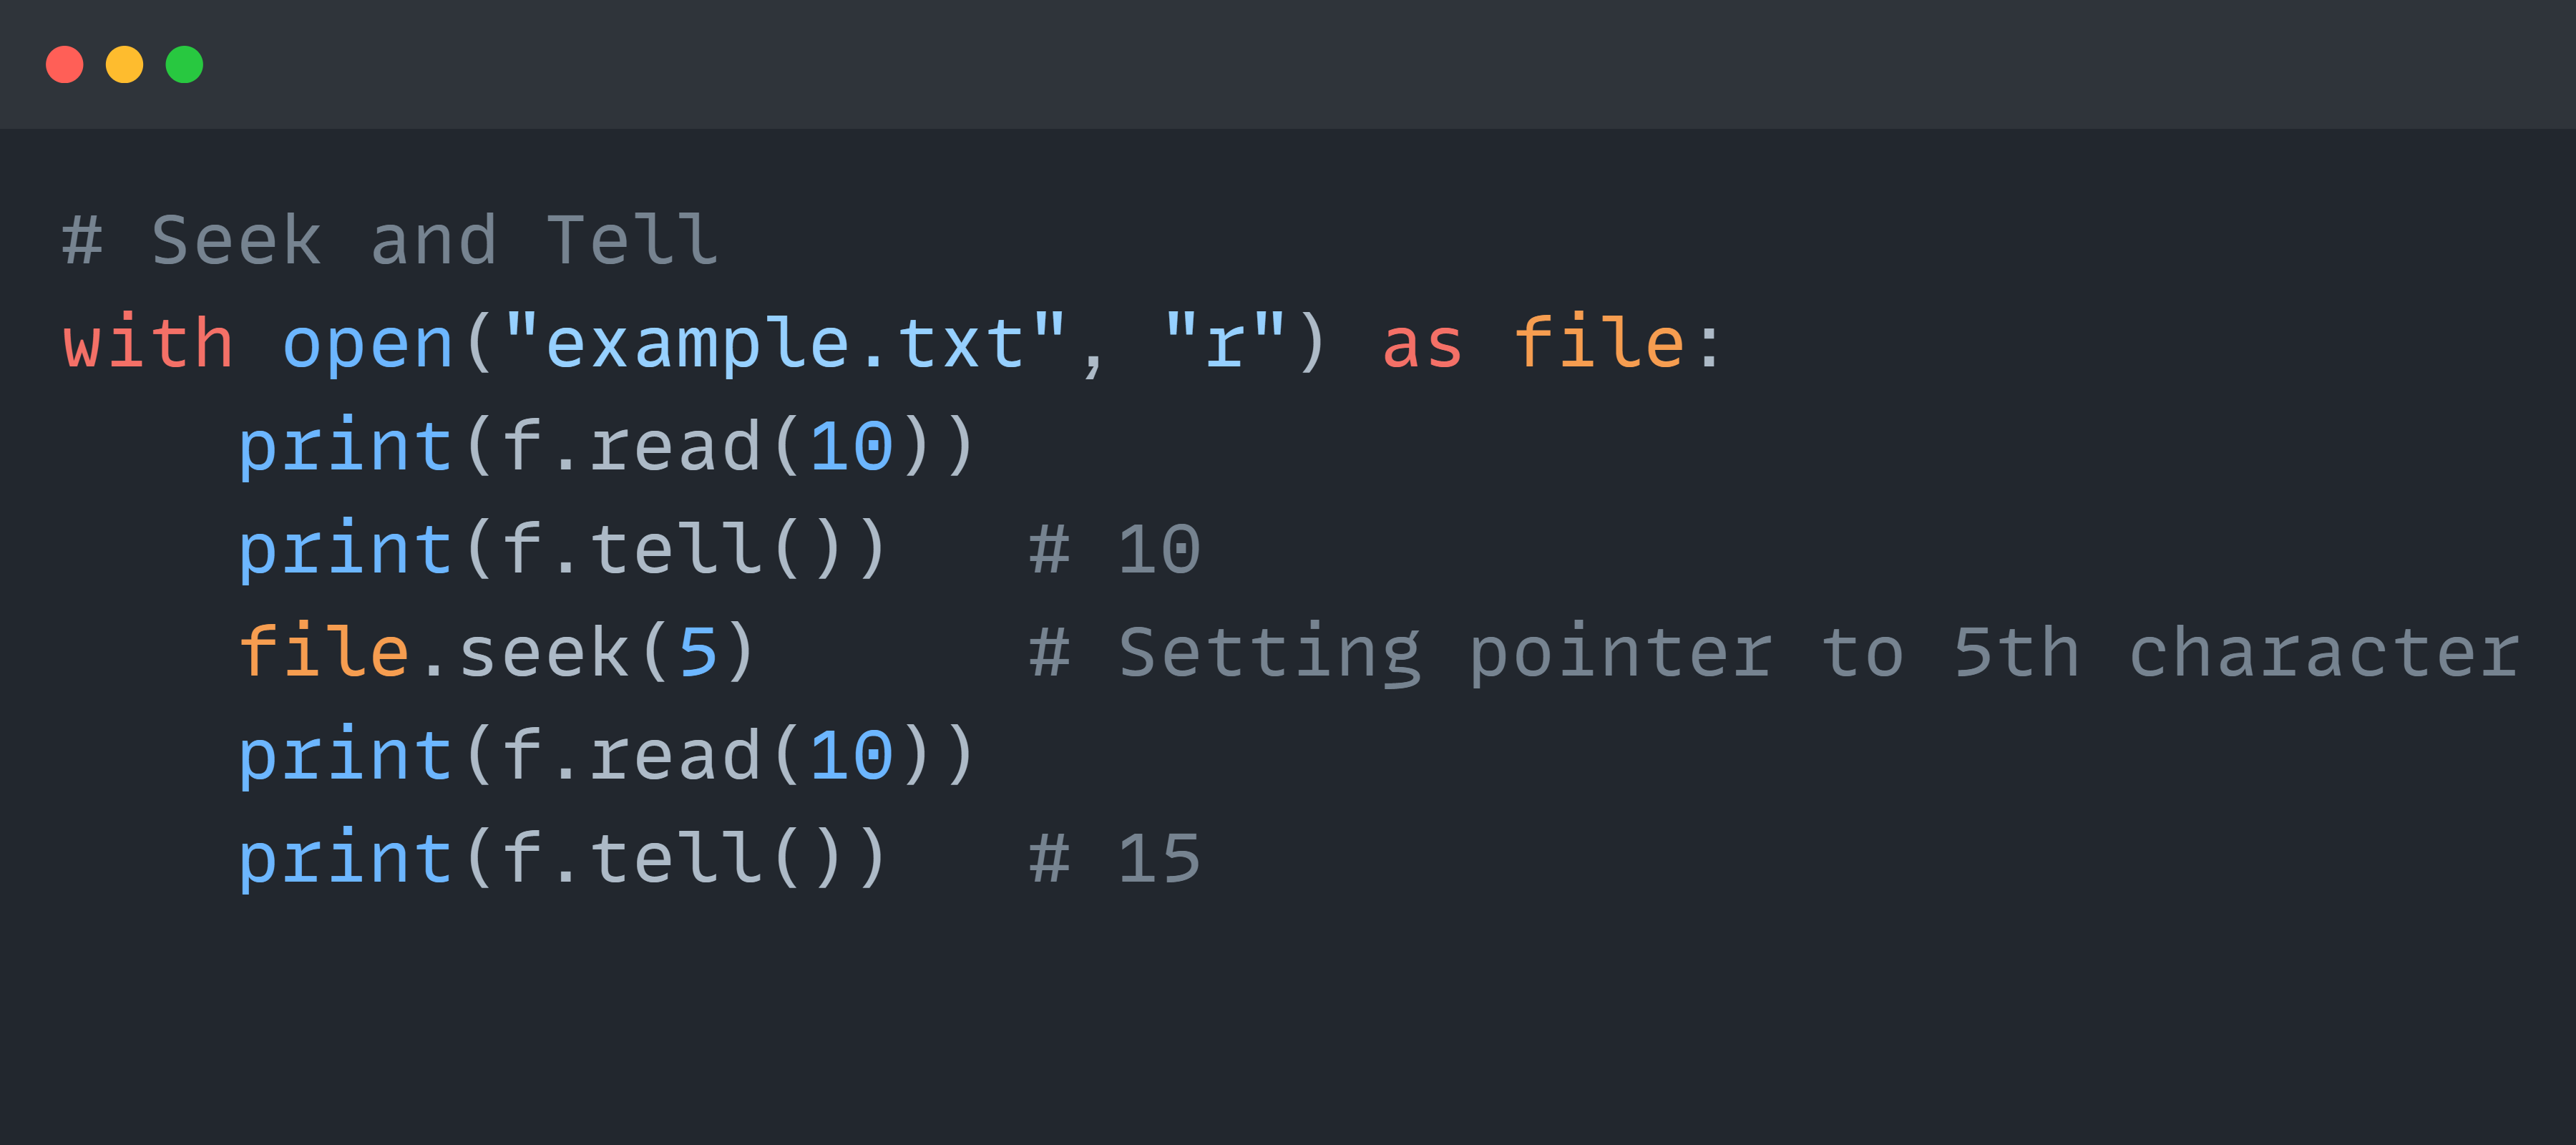 # Seek and Tell
with open("example.txt", "r") as file:
    print(f.read(10))
    print(f.tell())   # 10
    file.seek(5)      # Setting pointer to 5th character
    print(f.read(10))
    print(f.tell())   # 15